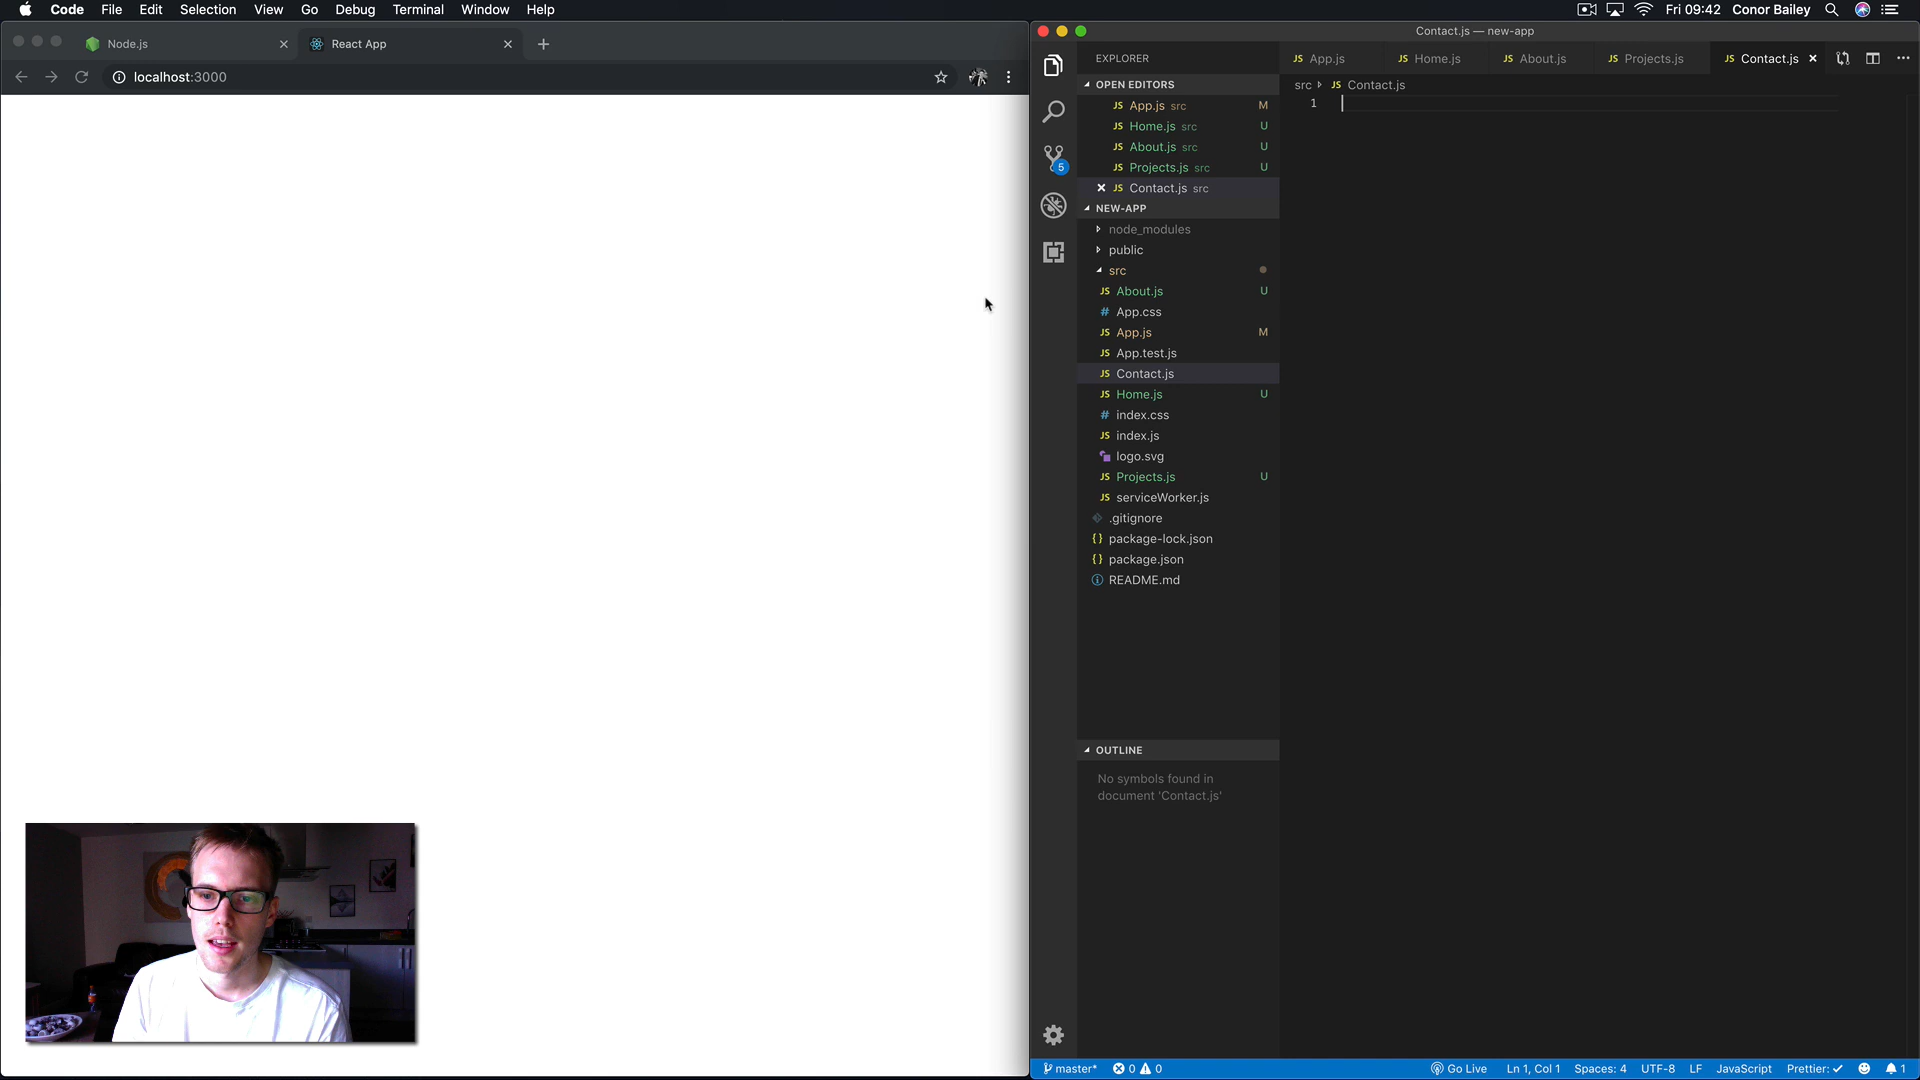 Code File Edit Selection View Go Debug Terminal Window Help Fri 09:42 Conor Bailey
Node.js
React App
localhost:3000
Contact.js — new-app
EXPLORER
OPEN EDITORS
JS App.js src M
JS Home.js src U
JS About.js src U
JS Projects.js src U
JS Contact.js src
5
NEW-APP
node_modules
public
src
JS About.js U
# App.css
JS App.js M
JS App.test.js
JS Contact.js
JS Home.js U
# index.css
JS index.js
logo.svg
JS Projects.js U
JS serviceWorker.js
.gitignore
{} package-lock.json
{} package.json
README.md
OUTLINE
No symbols found in
document 'Contact.js'
JS App.js JS Home.js JS About.js JS Projects.js JS Contact.js
src JS Contact.js
1
master* 0 0 Go Live Ln 1, Col 1 Spaces: 4 UTF-8 LF JavaScript Prettier: ✓ 1